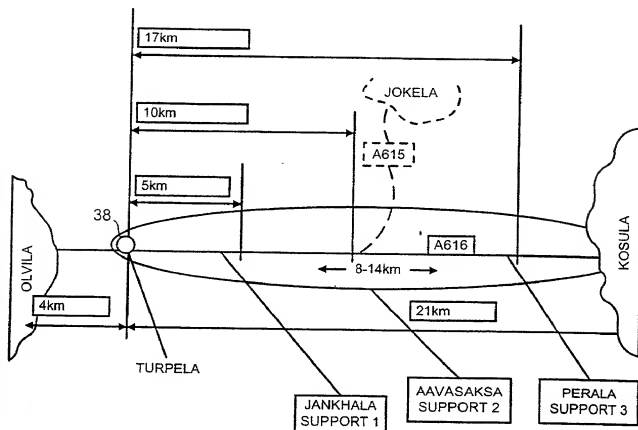 17km
JOKELA
10km
A615
5km
38
A616
8-14km
OLVILA
KOSULA
4km
21km
TURPELA
JANKHALA
SUPPORT 1
AAVASAKSA
SUPPORT 2
PERALA
SUPPORT 3